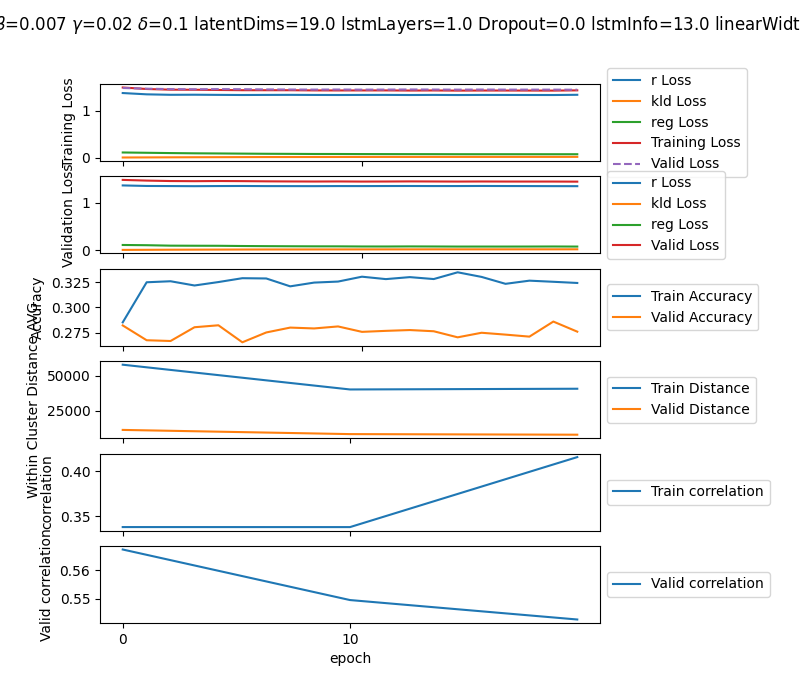 β=0.007 γ=0.02 δ=0.1 latentDims=19.0 lstmLayers=1.0 Dropout=0.0 lstmInfo=13.0 linearWidt
Training Loss
1
0
r Loss
kld Loss
reg Loss
Training Loss
Valid Loss
Validation Loss
1
0
r Loss
kld Loss
reg Loss
Valid Loss
Accuracy
0.325
0.300
0.275
Train Accuracy
Valid Accuracy
Within Cluster Distance AVG
50000
25000
Train Distance
Valid Distance
correlation
0.40
0.35
Train correlation
Valid correlation
0.56
0.55
Valid correlation
0
10
epoch